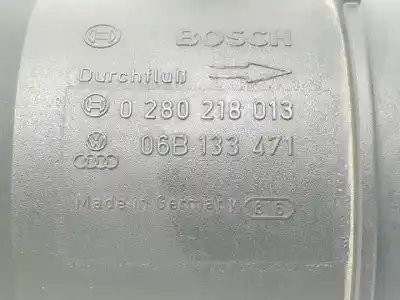 BOSCH
Durchfluß
0 280 218 013
06B 133 471
Made in Germany